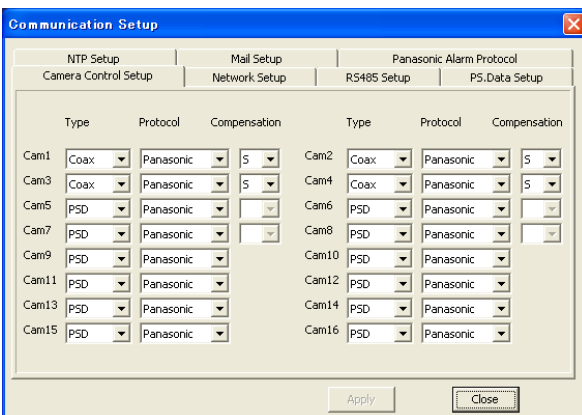 Communication Setup
NTP Setup Mail Setup Panasonic Alarm Protocol
Camera Control Setup Network Setup RS485 Setup PS.Data Setup
Type Protocol Compensation Type Protocol Compensation
Cam1 Coax Panasonic S Cam2 Coax Panasonic S
Cam3 Coax Panasonic S Cam4 Coax Panasonic S
Cam5 PSD Panasonic Cam6 PSD Panasonic
Cam7 PSD Panasonic Cam8 PSD Panasonic
Cam9 PSD Panasonic Cam10 PSD Panasonic
Cam11 PSD Panasonic Cam12 PSD Panasonic
Cam13 PSD Panasonic Cam14 PSD Panasonic
Cam15 PSD Panasonic Cam16 PSD Panasonic
Apply Close